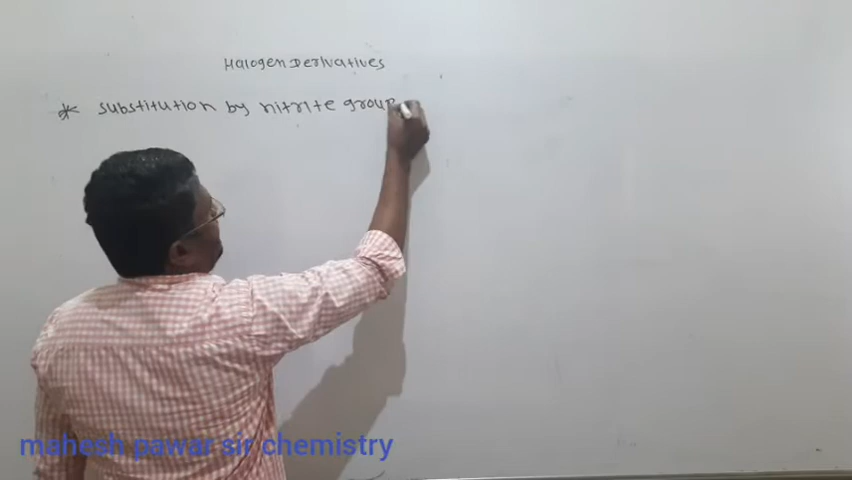 Halogen Derivatives
* substitution by nitrite group
mahesh pawar sir chemistry